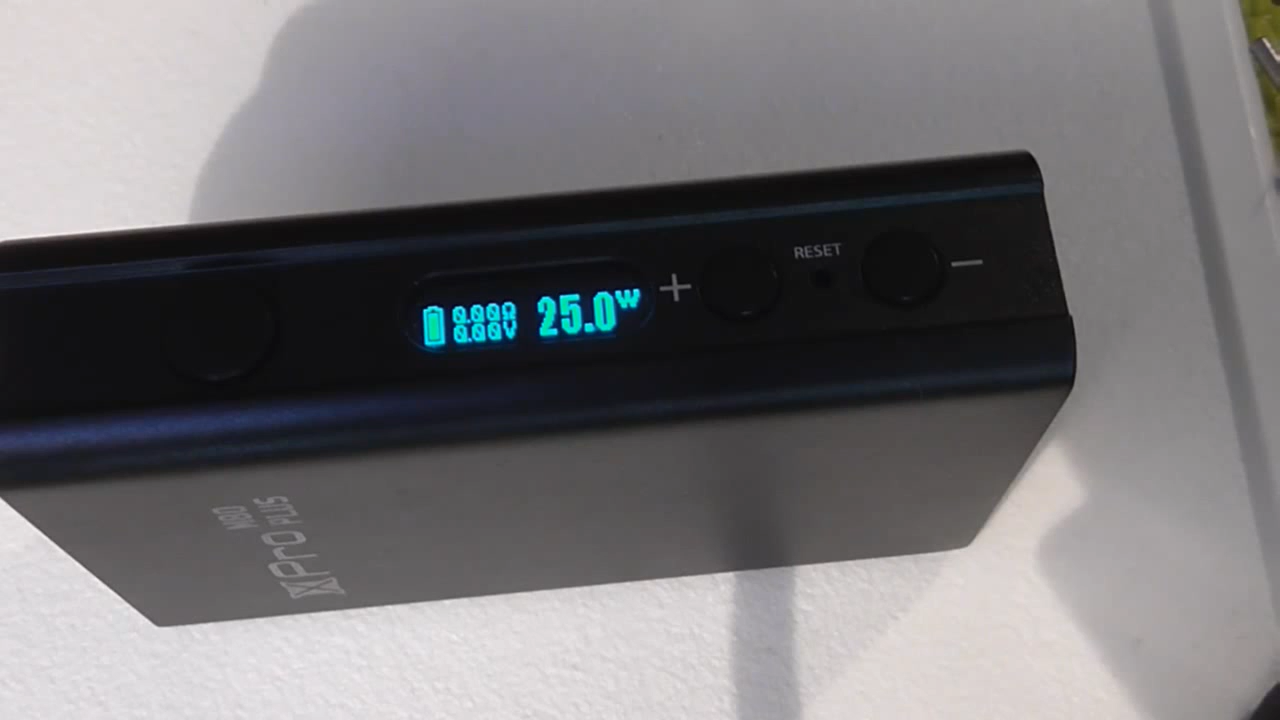 0.00Ω
0.00V
25.0W
+
RESET
−
XPro
PLUS
M80